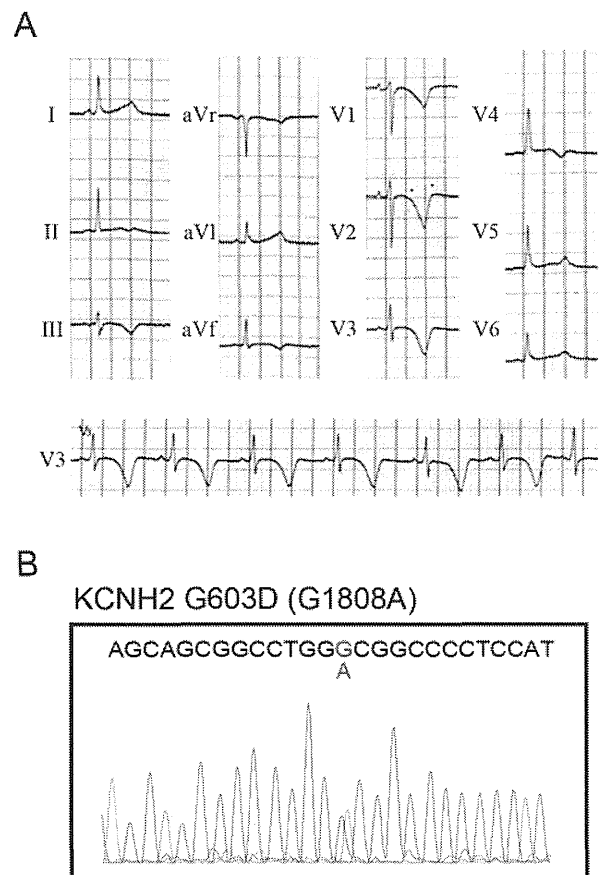 A
I aVr V1 V4
II aVl V2 V5
III aVf V3 V6
V3
B
KCNH2 G603D (G1808A)
AGCAGCGGCCTGGGCGGCCCCTCCAT
A